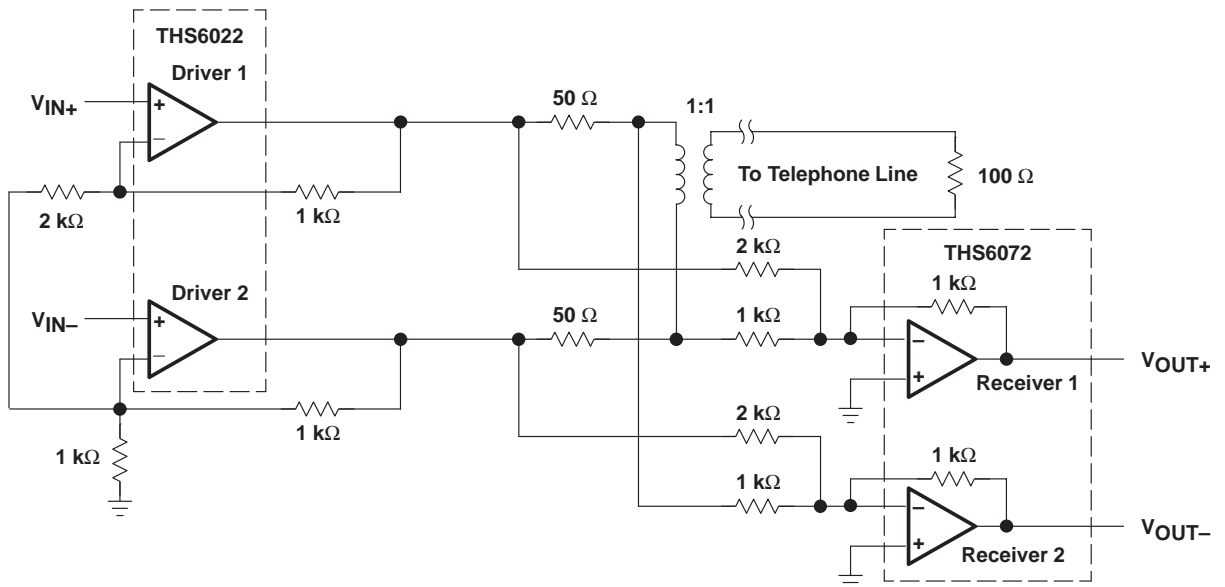 THS6022
Driver 1
VIN+
+
−
2 kΩ
1 kΩ
50 Ω
1:1
To Telephone Line
100 Ω
Driver 2
VIN−
+
−
1 kΩ
1 kΩ
50 Ω
2 kΩ
1 kΩ
THS6072
1 kΩ
−
+
Receiver 1
VOUT+
2 kΩ
1 kΩ
1 kΩ
−
+
Receiver 2
VOUT−